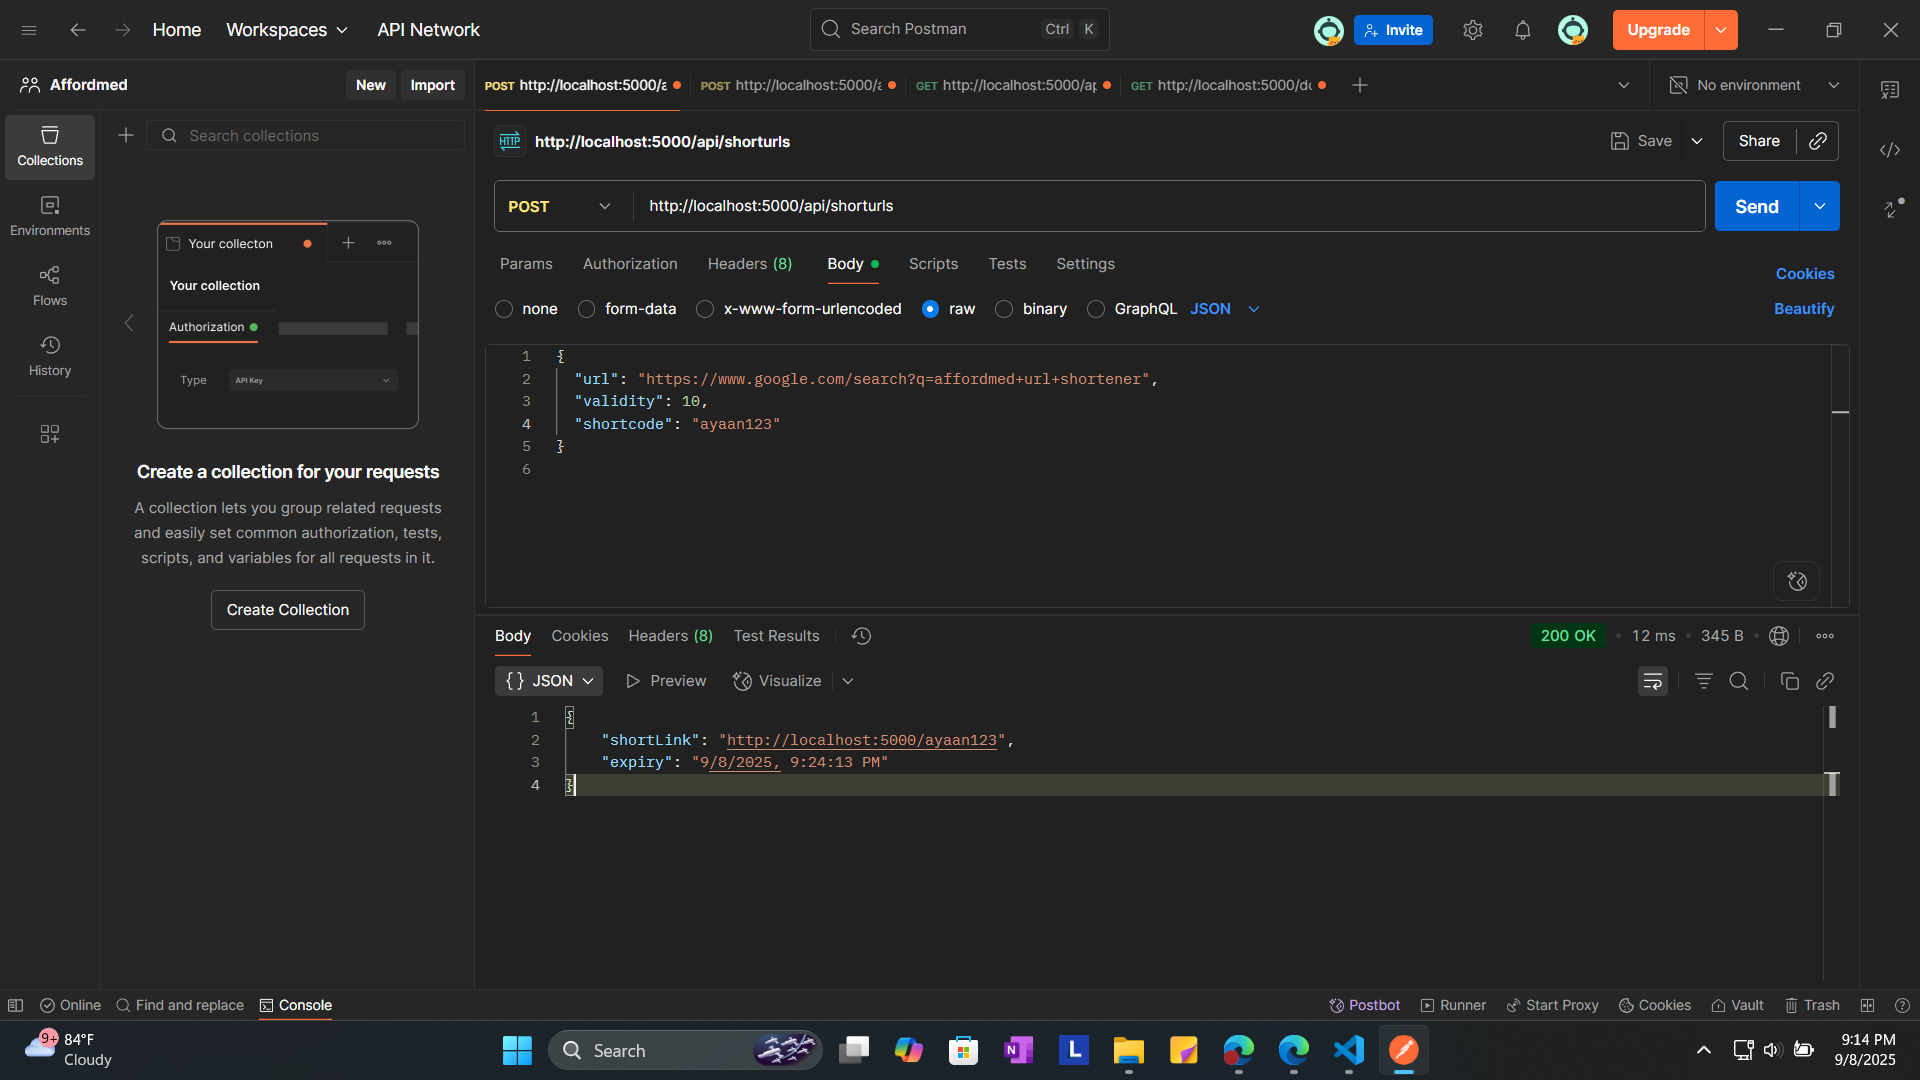 Home
Workspaces
API Network
Search Postman
Ctrl
K
Invite
Upgrade
Affordmed
New
Import
POST http://localhost:5000/a
POST http://localhost:5000/a
GET http://localhost:5000/ap
GET http://localhost:5000/do
No environment
Collections
Environments
Flows
History
Search collections
Your collecton
Your collection
Authorization
Type
API Key
Create a collection for your requests
A collection lets you group related requests
and easily set common authorization, tests,
scripts, and variables for all requests in it.
Create Collection
HTTP
http://localhost:5000/api/shorturls
Save
Share
POST
http://localhost:5000/api/shorturls
Send
Params
Authorization
Headers (8)
Body
Scripts
Tests
Settings
Cookies
none
form-data
x-www-form-urlencoded
raw
binary
GraphQL
JSON
Beautify
1 {
2 "url": "https://www.google.com/search?q=affordmed+url+shortener",
3 "validity": 10,
4 "shortcode": "ayaan123"
5 }
6
Body
Cookies
Headers (8)
Test Results
200 OK
12 ms
345 B
{} JSON
Preview
Visualize
1 {
2 "shortLink": "http://localhost:5000/ayaan123",
3 "expiry": "9/8/2025, 9:24:13 PM"
4 }
Online
Find and replace
Console
Postbot
Runner
Start Proxy
Cookies
Vault
Trash
9+
84°F
Cloudy
Search
N
L
9:14 PM
9/8/2025